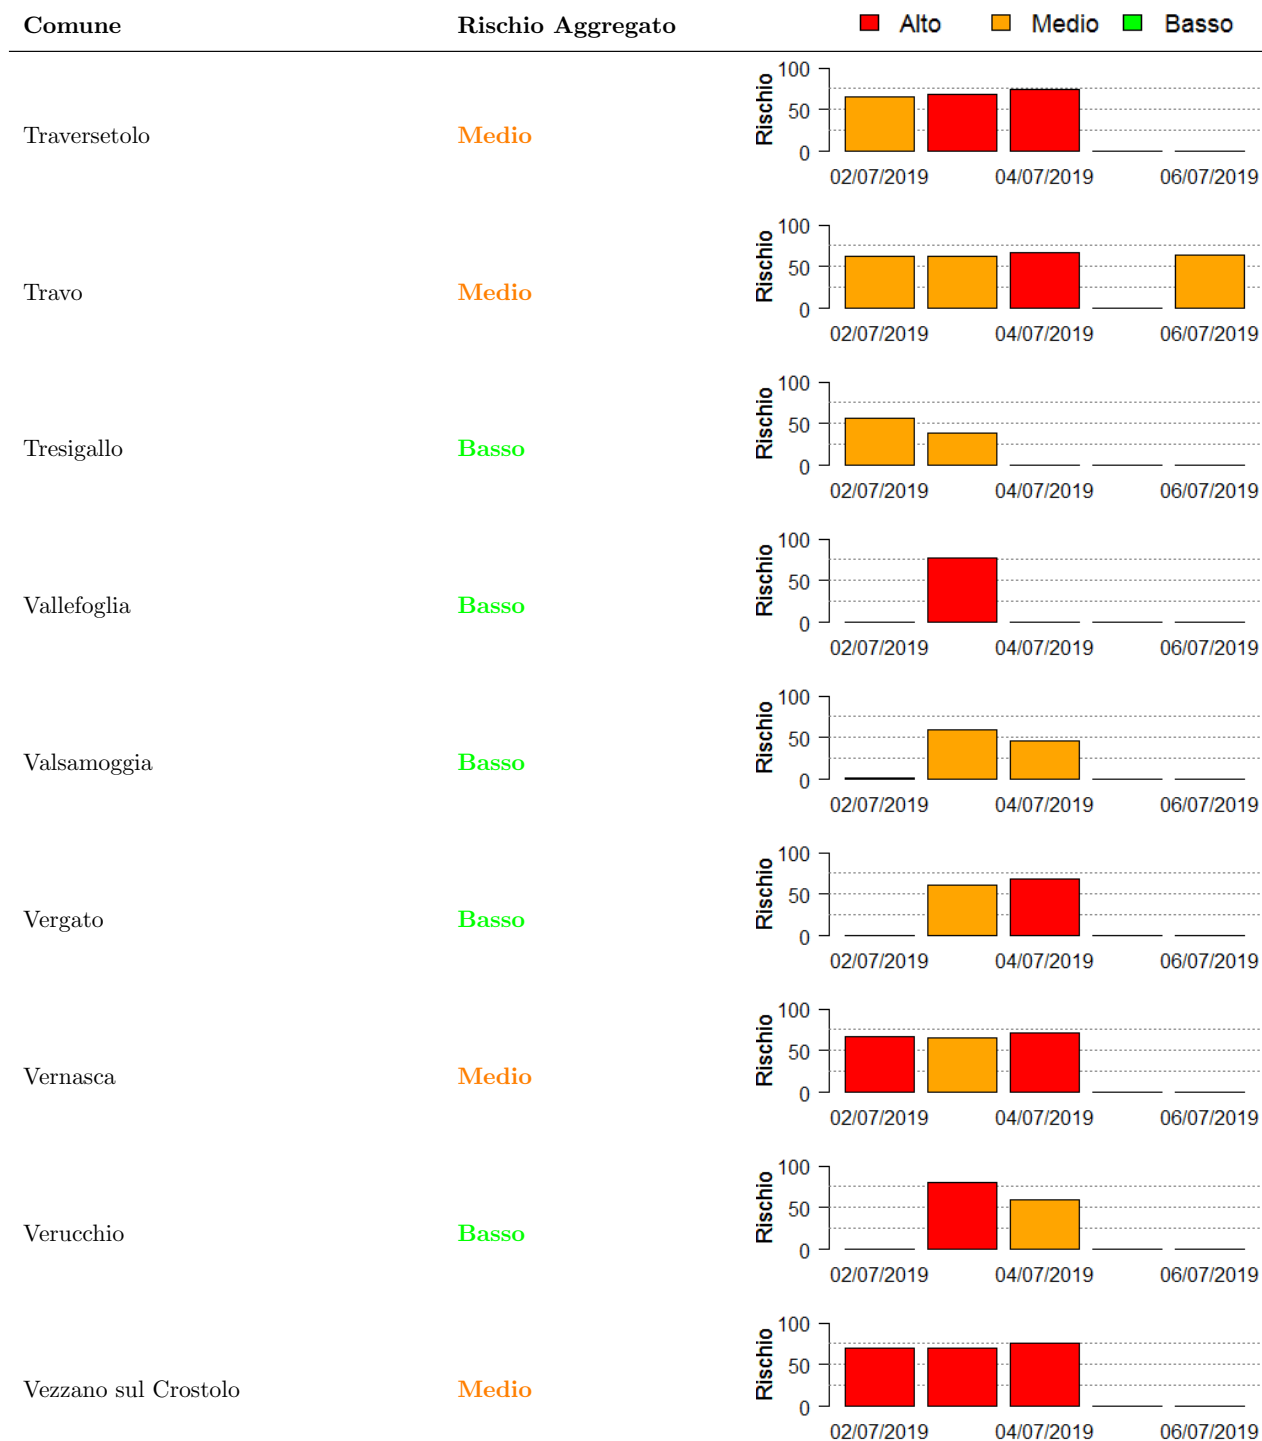 Comune Rischio Aggregato Alto Medio Basso
Traversetolo Medio Rischio 100 50 0
02/07/2019 04/07/2019 06/07/2019
Travo Medio Rischio 100 50 0
02/07/2019 04/07/2019 06/07/2019
Tresigallo Basso Rischio 100 50 0
02/07/2019 04/07/2019 06/07/2019
Vallefoglia Basso Rischio 100 50 0
02/07/2019 04/07/2019 06/07/2019
Valsamoggia Basso Rischio 100 50 0
02/07/2019 04/07/2019 06/07/2019
Vergato Basso Rischio 100 50 0
02/07/2019 04/07/2019 06/07/2019
Vernasca Medio Rischio 100 50 0
02/07/2019 04/07/2019 06/07/2019
Verucchio Basso Rischio 100 50 0
02/07/2019 04/07/2019 06/07/2019
Vezzano sul Crostolo Medio Rischio 100 50 0
02/07/2019 04/07/2019 06/07/2019